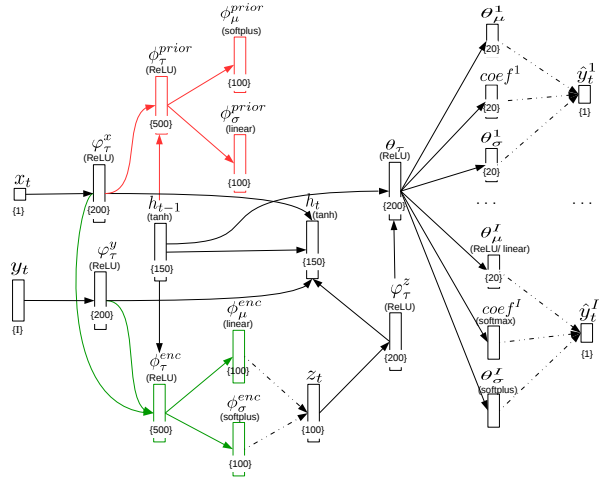 ϕ_μ^{prior}
(softplus)
{100}
ϕ_τ^{prior}
(ReLU)
{500}
ϕ_σ^{prior}
(linear)
{100}
x_t
{1}
φ_τ^x
(ReLU)
{200}
h_{t−1}
(tanh)
{150}
h_t
(tanh)
{150}
y_t
{I}
φ_τ^y
(ReLU)
{200}
ϕ_τ^{enc}
(ReLU)
{500}
ϕ_μ^{enc}
(linear)
{100}
ϕ_σ^{enc}
(softplus)
{100}
z_t
{100}
φ_τ^z
(ReLU)
{200}
θ_τ
(ReLU)
{200}
θ_μ^1
{20}
coef^1
{20}
θ_σ^1
{20}
ŷ_t^1
{1}
... ...
θ_μ^I
(ReLU/ linear)
{20}
coef^I
(softmax)
θ_σ^I
(softplus)
ŷ_t^I
{1}